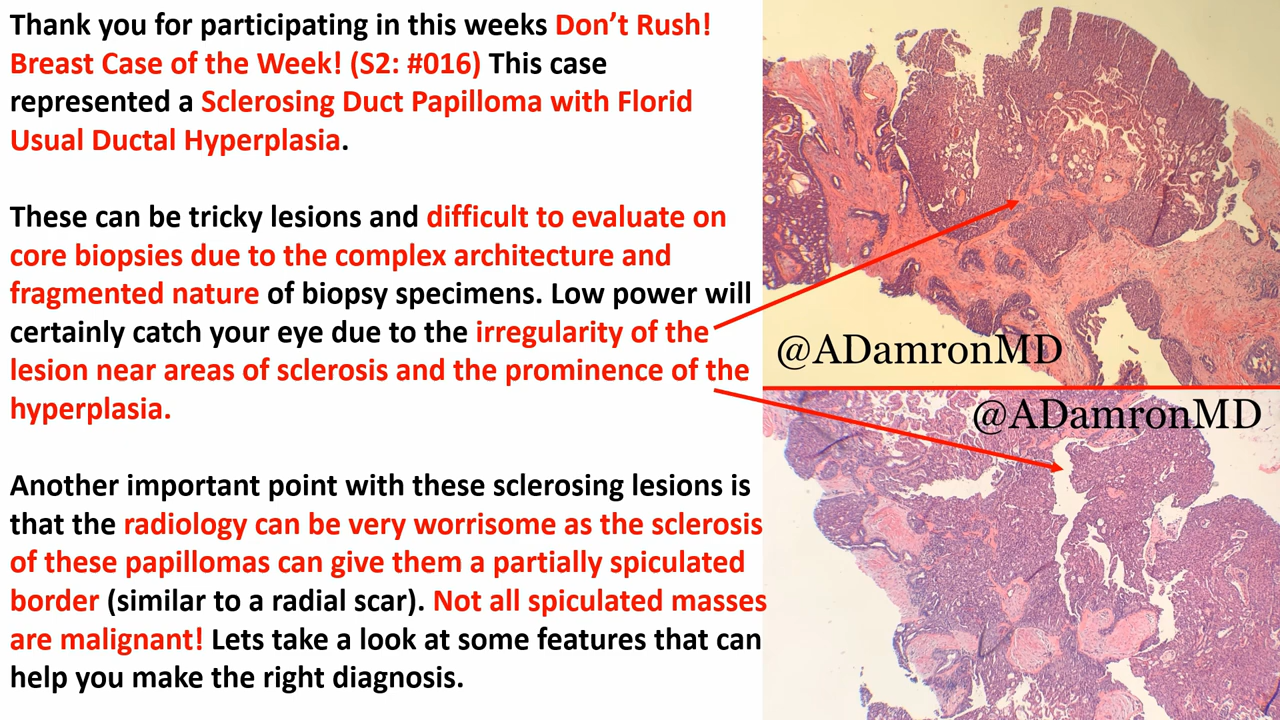 Thank you for participating in this weeks Don’t Rush!
Breast Case of the Week! (S2: #016) This case
represented a Sclerosing Duct Papilloma with Florid
Usual Ductal Hyperplasia.
These can be tricky lesions and difficult to evaluate on
core biopsies due to the complex architecture and
fragmented nature of biopsy specimens. Low power will
certainly catch your eye due to the irregularity of the
lesion near areas of sclerosis and the prominence of the
hyperplasia.
Another important point with these sclerosing lesions is
that the radiology can be very worrisome as the sclerosis
of these papillomas can give them a partially spiculated
border (similar to a radial scar). Not all spiculated masses
are malignant! Lets take a look at some features that can
help you make the right diagnosis.
@ADamronMD
@ADamronMD